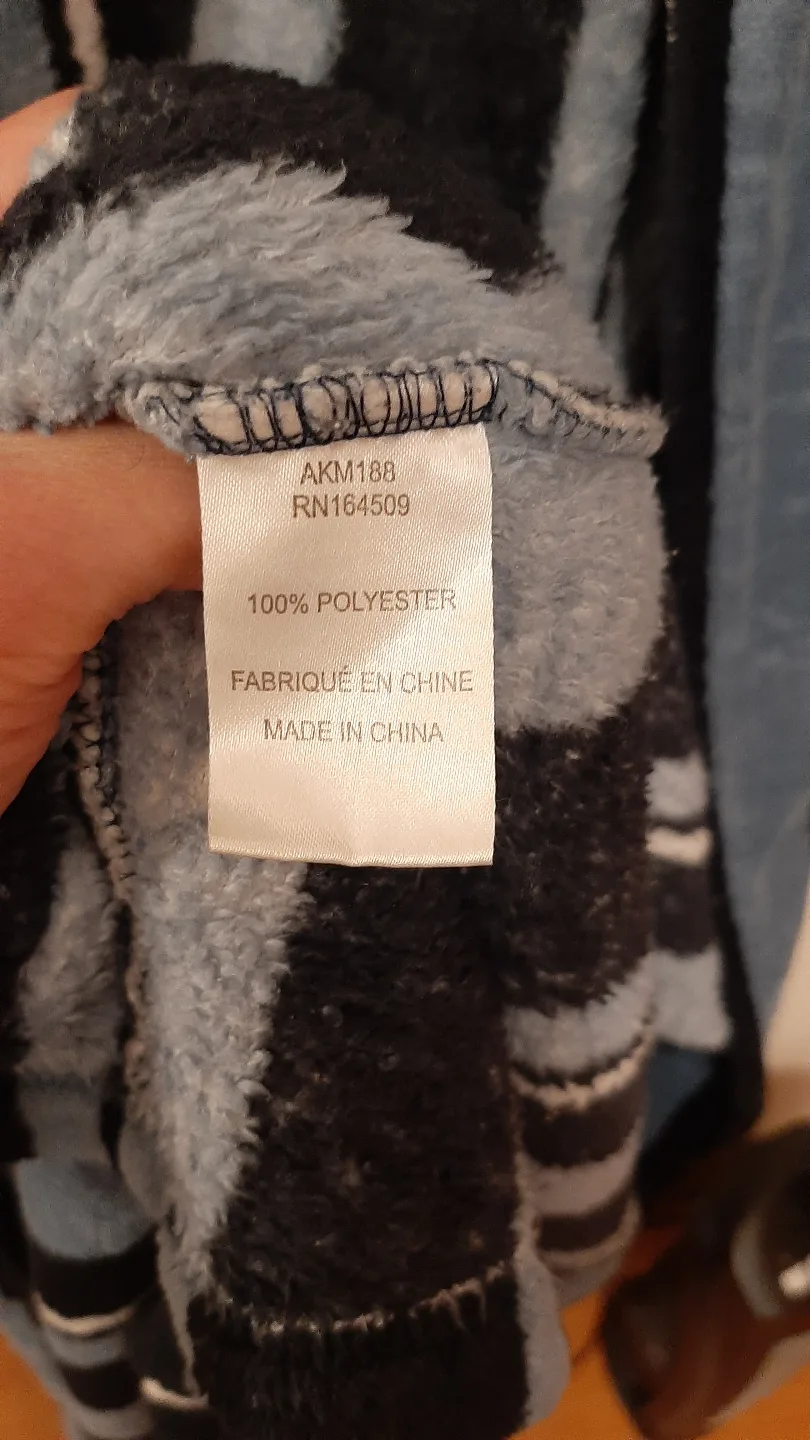 AKM188
RN164509
100% POLYESTER
FABRIQUÉ EN CHINE
MADE IN CHINA